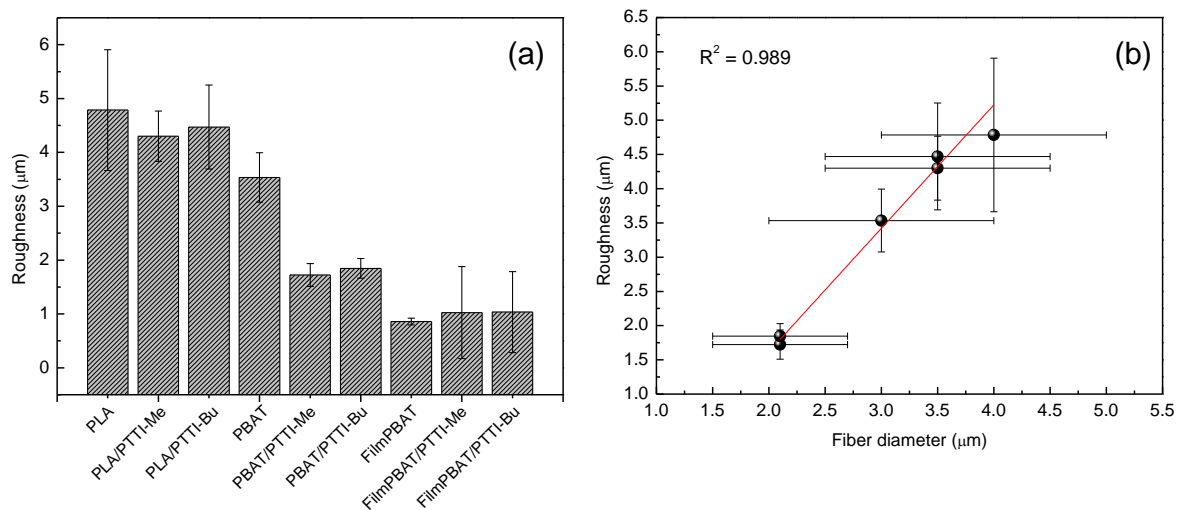 (a)
Roughness (μm)
6
5
4
3
2
1
0
PLA
PLA/PTTI-Me
PLA/PTTI-Bu
PBAT
PBAT/PTTI-Me
PBAT/PTTI-Bu
FilmPBAT
FilmPBAT/PTTI-Me
FilmPBAT/PTTI-Bu
(b)
R² = 0.989
Roughness (μm)
6.5
6.0
5.5
5.0
4.5
4.0
3.5
3.0
2.5
2.0
1.5
1.0
1.0 1.5 2.0 2.5 3.0 3.5 4.0 4.5 5.0 5.5
Fiber diameter (μm)